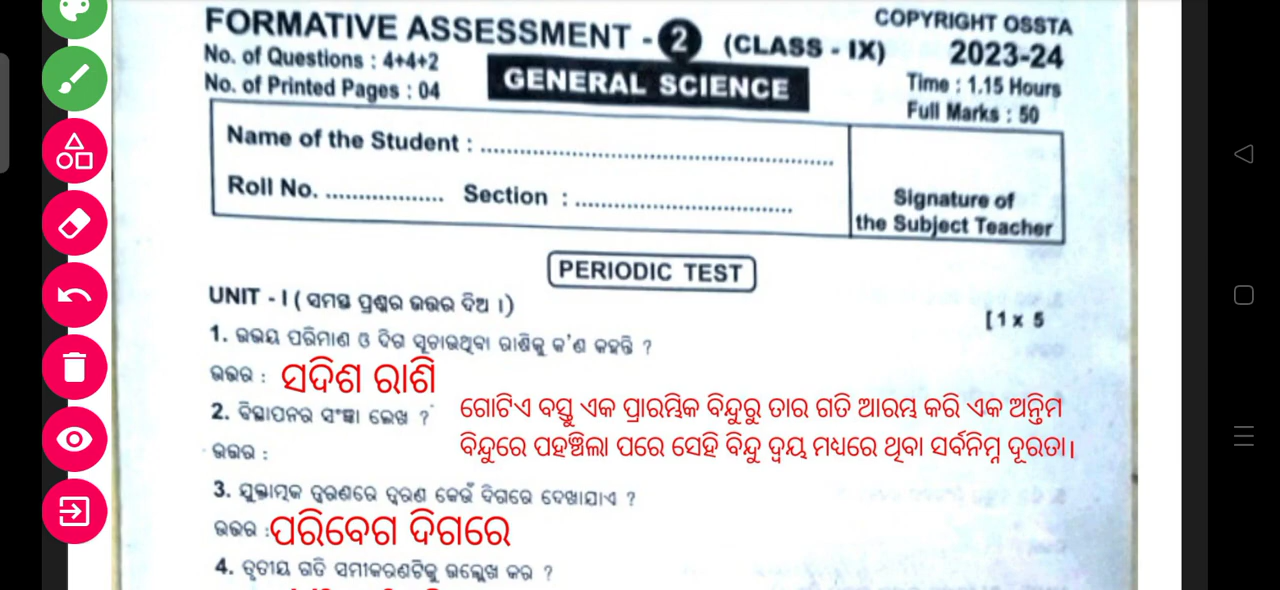 FORMATIVE ASSESSMENT - 2 (CLASS - IX)
COPYRIGHT OSSTA
2023-24
No. of Questions : 4+4+2
No. of Printed Pages : 04
GENERAL SCIENCE
Time : 1.15 Hours
Full Marks : 50
Name of the Student : ............................................................
Roll No. .................. Section : ..................................
Signature of
the Subject Teacher
PERIODIC TEST
UNIT - I ( ସମସ୍ତ ପ୍ରଶ୍ନର ଉତ୍ତର ଦିଅ ।)
[1 x 5
1. ଉଭୟ ପରିମାଣ ଓ ଦିଗ ସୂଚାଉଥିବା ରାଶିକୁ କ'ଣ କହନ୍ତି ?
ଉତ୍ତର : ସଦିଶ ରାଶି
2. ବିସ୍ଥାପନର ସଂଜ୍ଞା ଲେଖ ?
ଗୋଟିଏ ବସ୍ତୁ ଏକ ପ୍ରାରମ୍ଭିକ ବିନ୍ଦୁରୁ ତାର ଗତି ଆରମ୍ଭ କରି ଏକ ଅନ୍ତିମ
ବିନ୍ଦୁରେ ପହଞ୍ଚିଲା ପରେ ସେହି ବିନ୍ଦୁ ଦ୍ୱୟ ମଧ୍ୟରେ ଥିବା ସର୍ବନିମ୍ନ ଦୂରତା।
ଉତ୍ତର :
3. ଯୁକ୍ତାତ୍ମକ ତ୍ୱରଣରେ ତ୍ୱରଣ କେଉଁ ଦିଗରେ ଦେଖାଯାଏ ?
ଉତ୍ତର : ପରିବେଗ ଦିଗରେ
4. ତୃତୀୟ ଗତି ସମୀକରଣଟିକୁ ଉଲ୍ଲେଖ କର ?